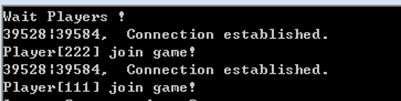 Wait Players !
39528|39584,  Connection established.
Player[222] join game!
39528|39584,  Connection established.
Player[111] join game!